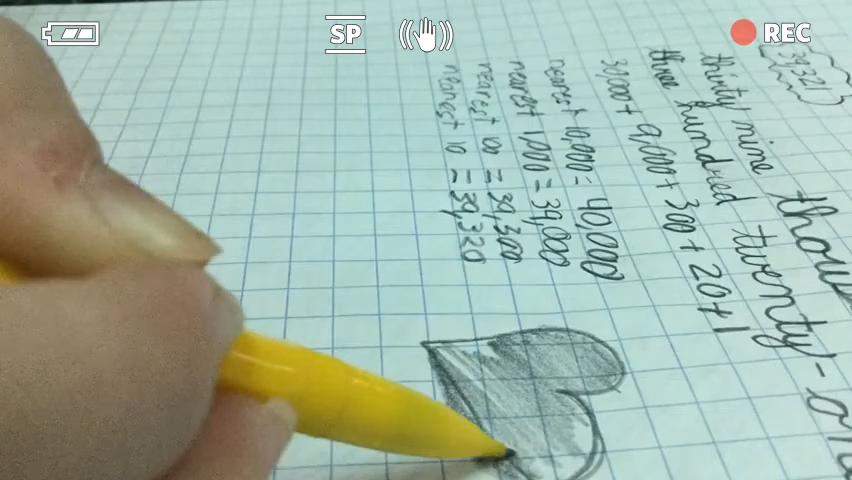 SP
REC
39,321
thirty nine thou
three hundred twenty-one
30,000 + 9,000 + 300 + 20 + 1
nearest 10,000 = 40,000
nearest 1,000 = 39,000
nearest 100 = 39,300
nearest 10 = 39,320